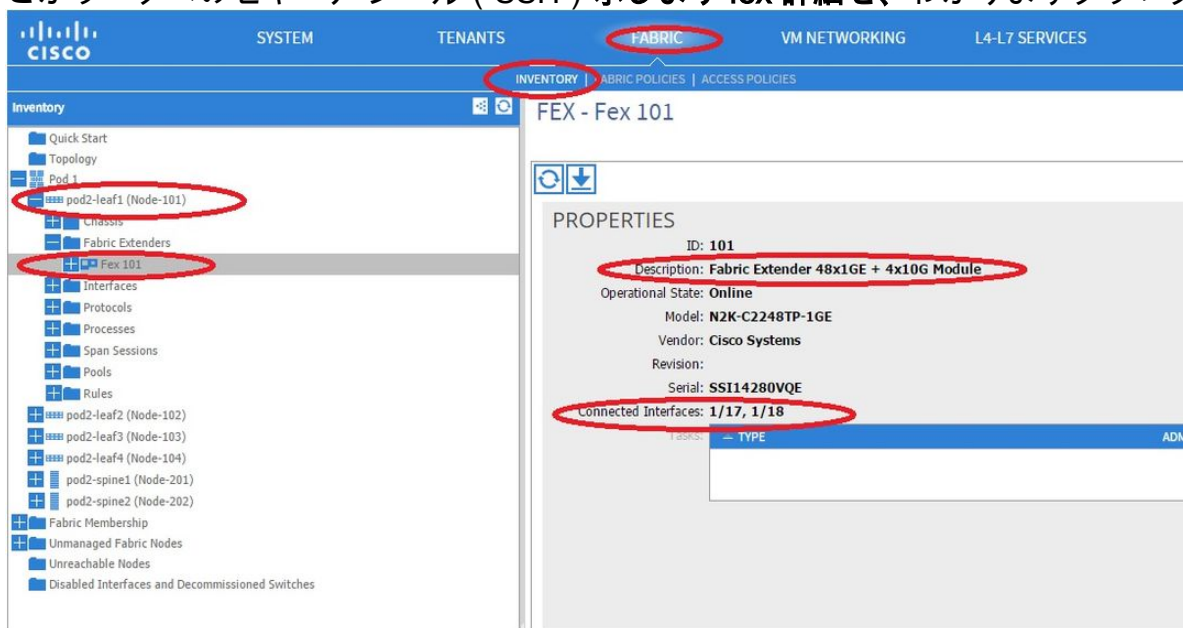 CISCO
SYSTEM TENANTS FABRIC VM NETWORKING L4-L7 SERVICES
INVENTORY | FABRIC POLICIES | ACCESS POLICIES
Inventory
Quick Start
Topology
Pod 1
pod2-leaf1 (Node-101)
Chassis
Fabric Extenders
Fex 101
Interfaces
Protocols
Processes
Span Sessions
Pools
Rules
pod2-leaf2 (Node-102)
pod2-leaf3 (Node-103)
pod2-leaf4 (Node-104)
pod2-spine1 (Node-201)
pod2-spine2 (Node-202)
Fabric Membership
Unmanaged Fabric Nodes
Unreachable Nodes
Disabled Interfaces and Decommissioned Switches
FEX - Fex 101
PROPERTIES
ID: 101
Description: Fabric Extender 48x1GE + 4x10G Module
Operational State: Online
Model: N2K-C2248TP-1GE
Vendor: Cisco Systems
Revision:
Serial: SSI14280VQE
Connected Interfaces: 1/17, 1/18
Tasks:
TYPE